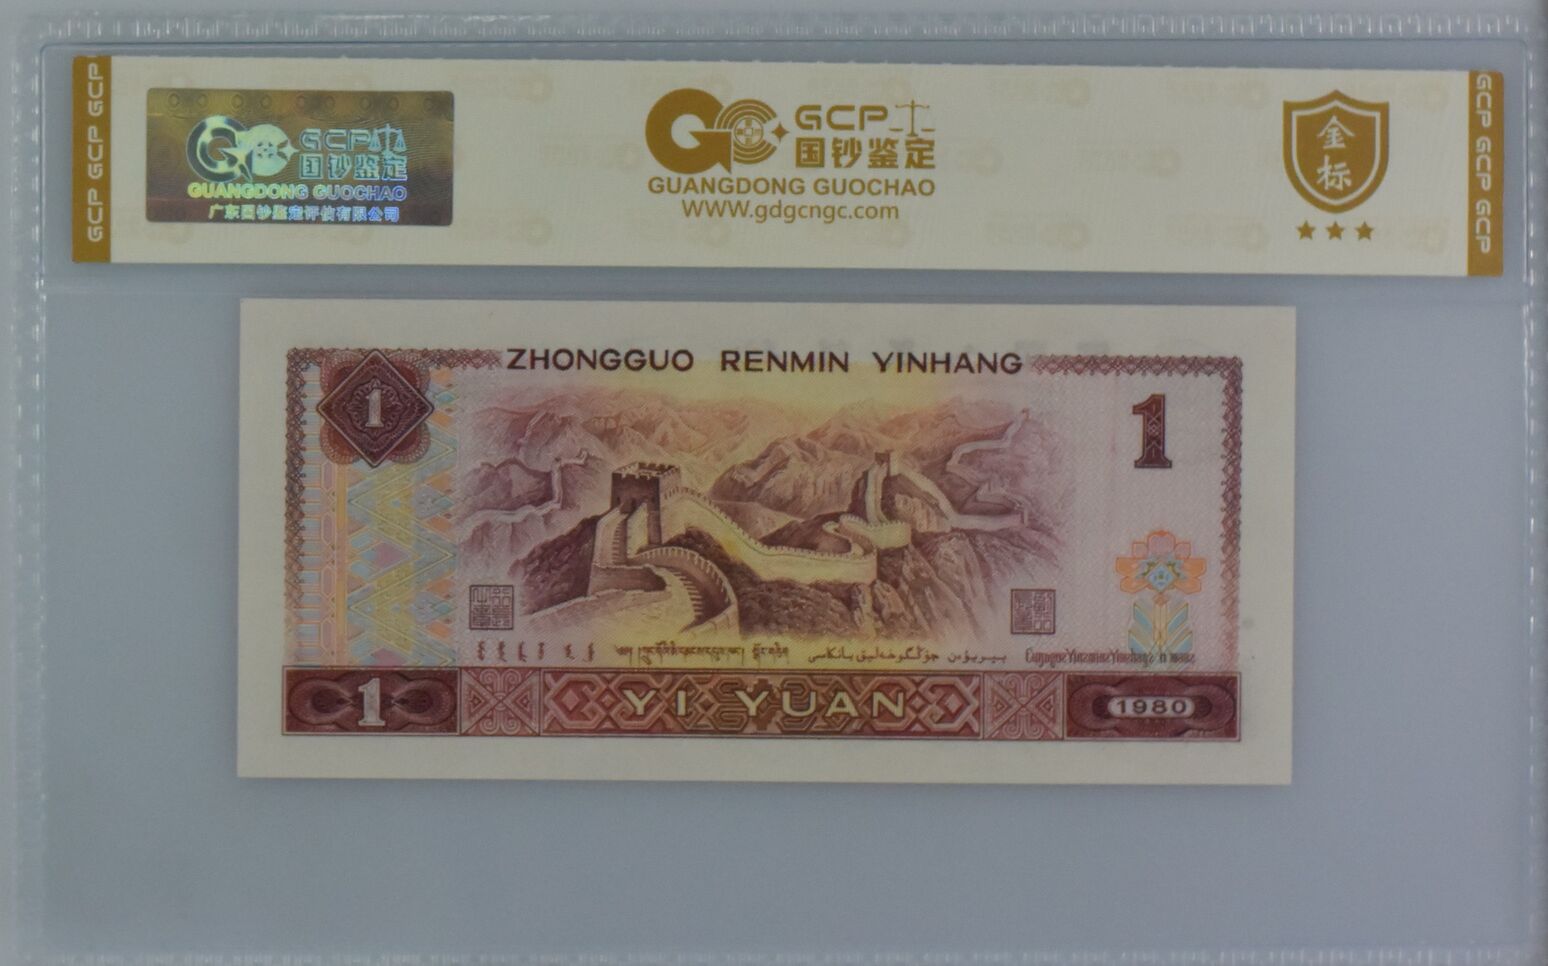 GCP GCP GCP
GCP
国钞鉴定
GUANGDONG GUOCHAO
广东国钞鉴定评估有限公司
GCP
国钞鉴定
GUANGDONG GUOCHAO
WWW.gdgcngc.com
金标
GCP GCP GCP
ZHONGGUO RENMIN YINHANG
1
1
1
YI YUAN
1980